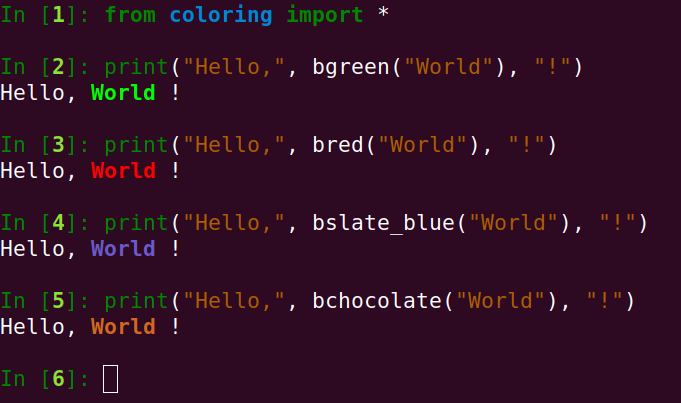 In [1]: from coloring import *
In [2]: print("Hello,", bgreen("World"), "!")
Hello, World !
In [3]: print("Hello,", bred("World"), "!")
Hello, World !
In [4]: print("Hello,", bslate_blue("World"), "!")
Hello, World !
In [5]: print("Hello,", bchocolate("World"), "!")
Hello, World !
In [6]: